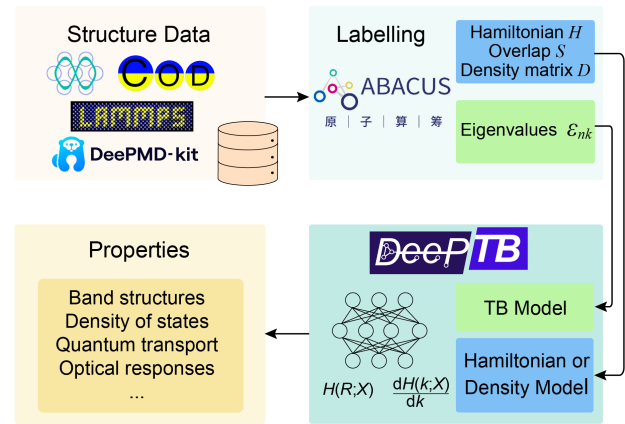 Structure Data
COD
LAMMPS
DeePMD-kit
Labelling
ABACUS
原 | 子 | 算 | 筹
Hamiltonian H
Overlap S
Density matrix D
Eigenvalues εnk
Properties
Band structures
Density of states
Quantum transport
Optical responses
...
DeePTB
H(R;X)
dH(k;X)
dk
TB Model
Hamiltonian or
Density Model